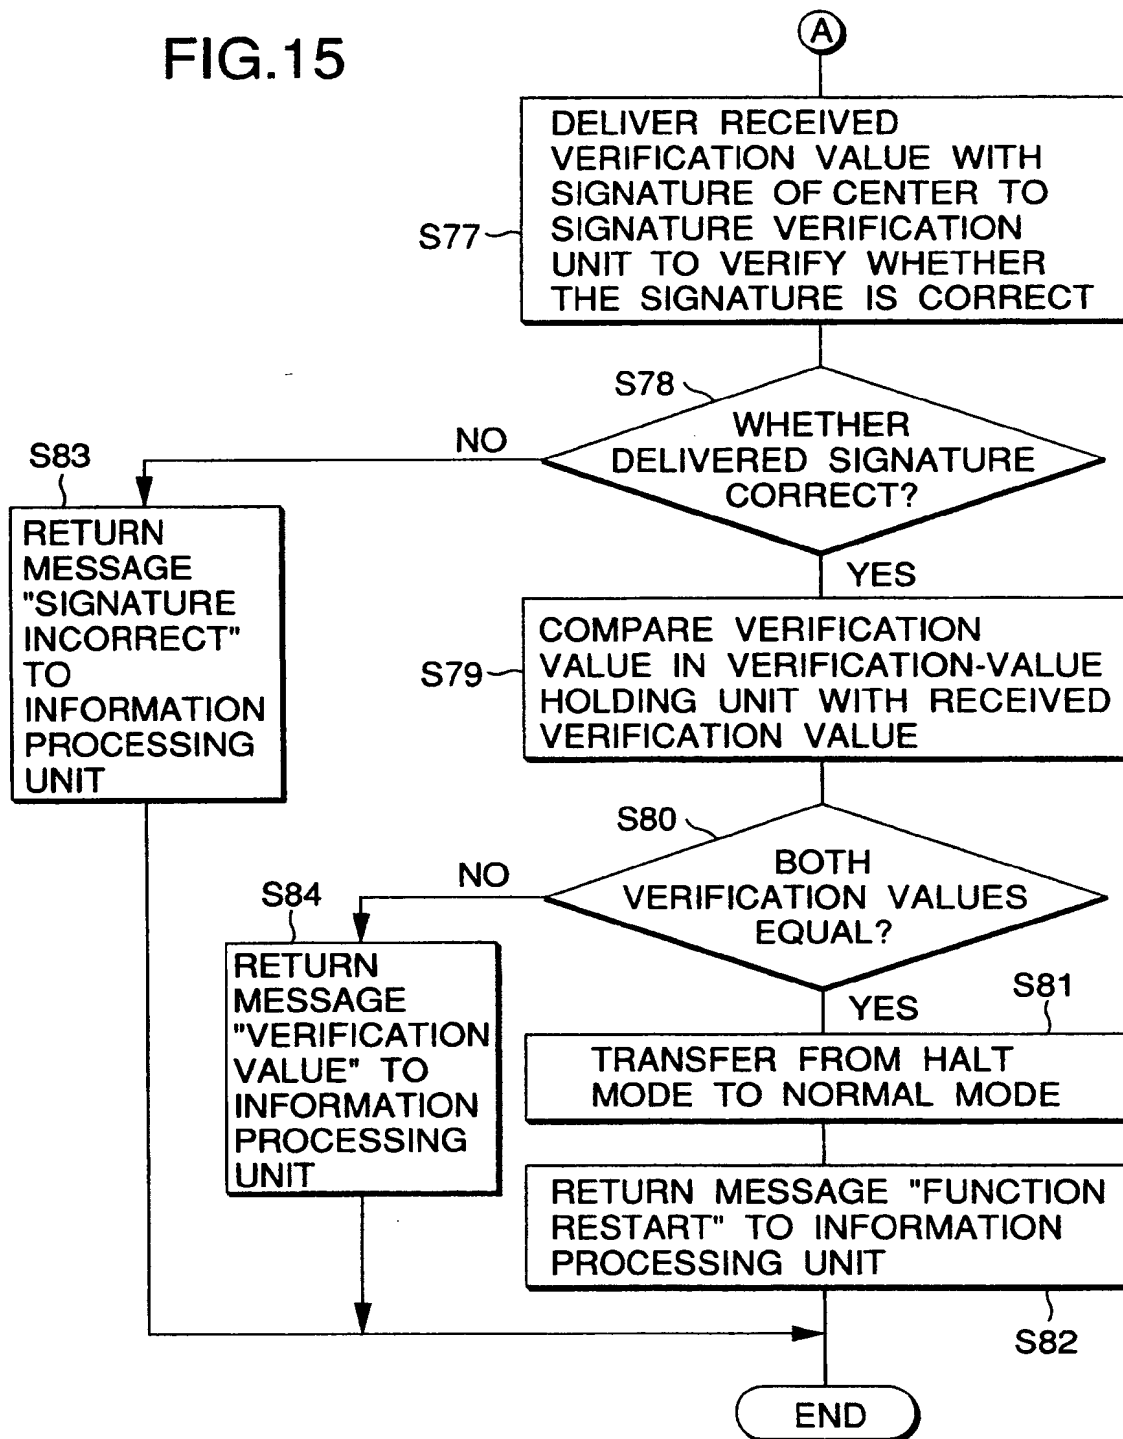 FIG.15
A
DELIVER RECEIVED
VERIFICATION VALUE WITH
SIGNATURE OF CENTER TO
SIGNATURE VERIFICATION
UNIT TO VERIFY WHETHER
THE SIGNATURE IS CORRECT
S77
S78
WHETHER
DELIVERED SIGNATURE
CORRECT?
NO
YES
S83
RETURN
MESSAGE
"SIGNATURE
INCORRECT"
TO
INFORMATION
PROCESSING
UNIT
S79
COMPARE VERIFICATION
VALUE IN VERIFICATION-VALUE
HOLDING UNIT WITH RECEIVED
VERIFICATION VALUE
S80
BOTH
VERIFICATION VALUES
EQUAL?
NO
YES
S84
RETURN
MESSAGE
"VERIFICATION
VALUE" TO
INFORMATION
PROCESSING
UNIT
S81
TRANSFER FROM HALT
MODE TO NORMAL MODE
RETURN MESSAGE "FUNCTION
RESTART" TO INFORMATION
PROCESSING UNIT
S82
END